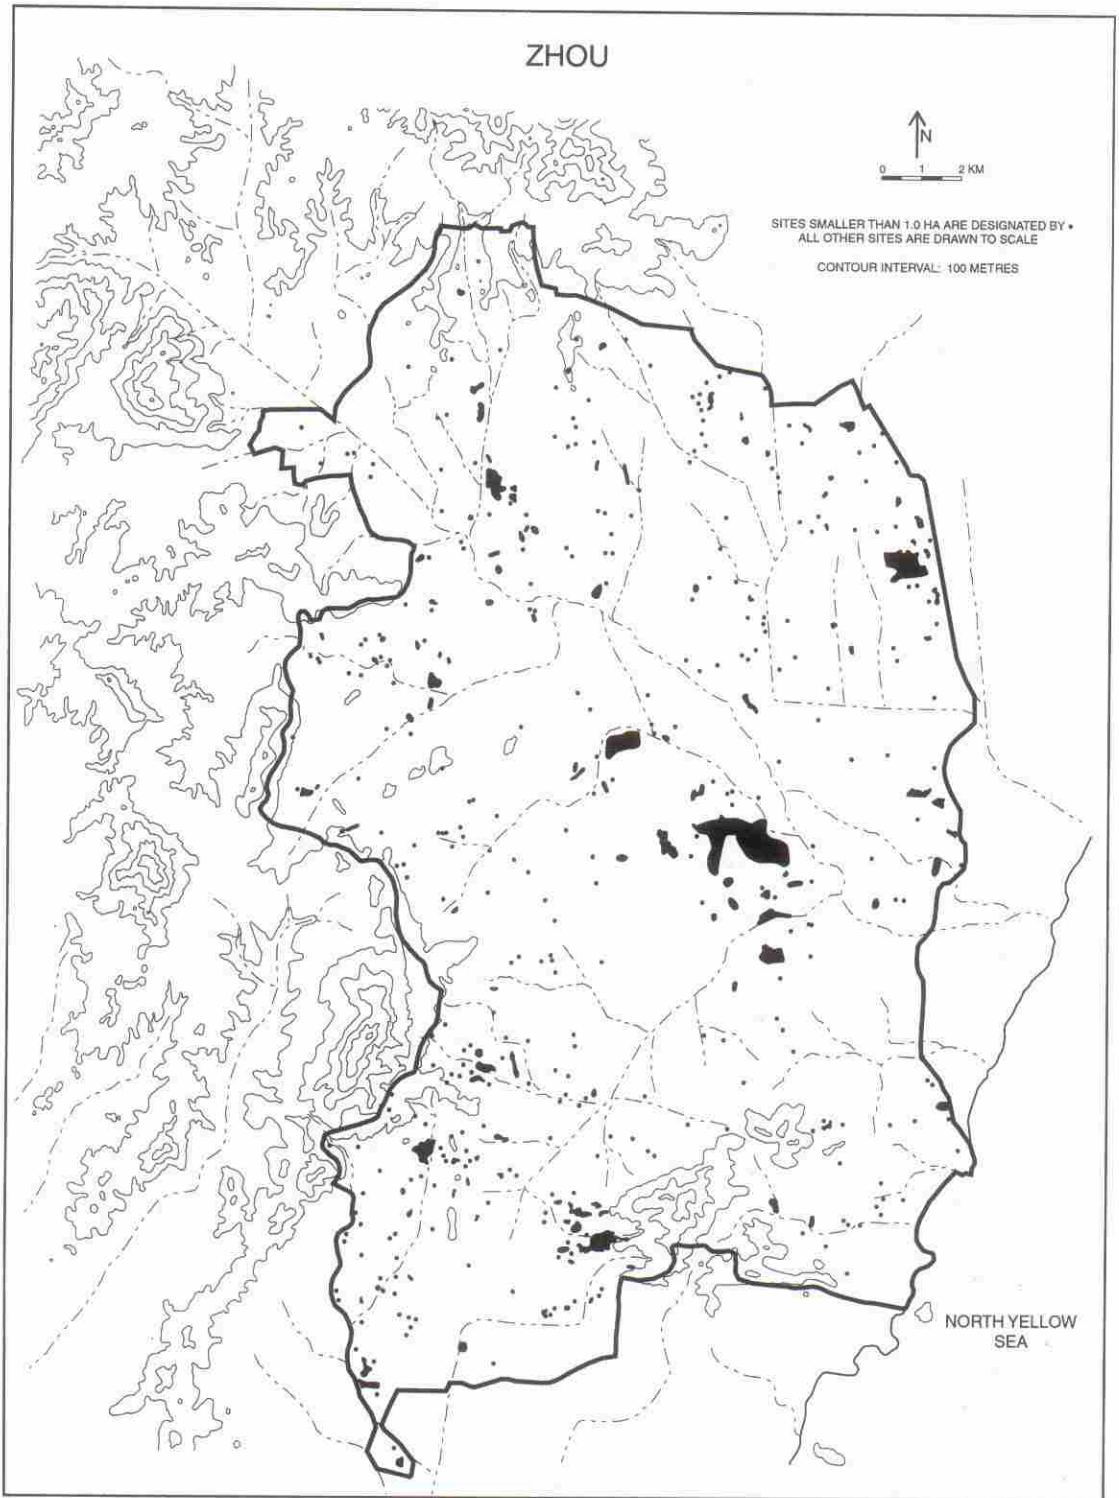 ZHOU
N
0 1 2 KM
SITES SMALLER THAN 1.0 HA ARE DESIGNATED BY •
ALL OTHER SITES ARE DRAWN TO SCALE
CONTOUR INTERVAL: 100 METRES
NORTH YELLOW
SEA